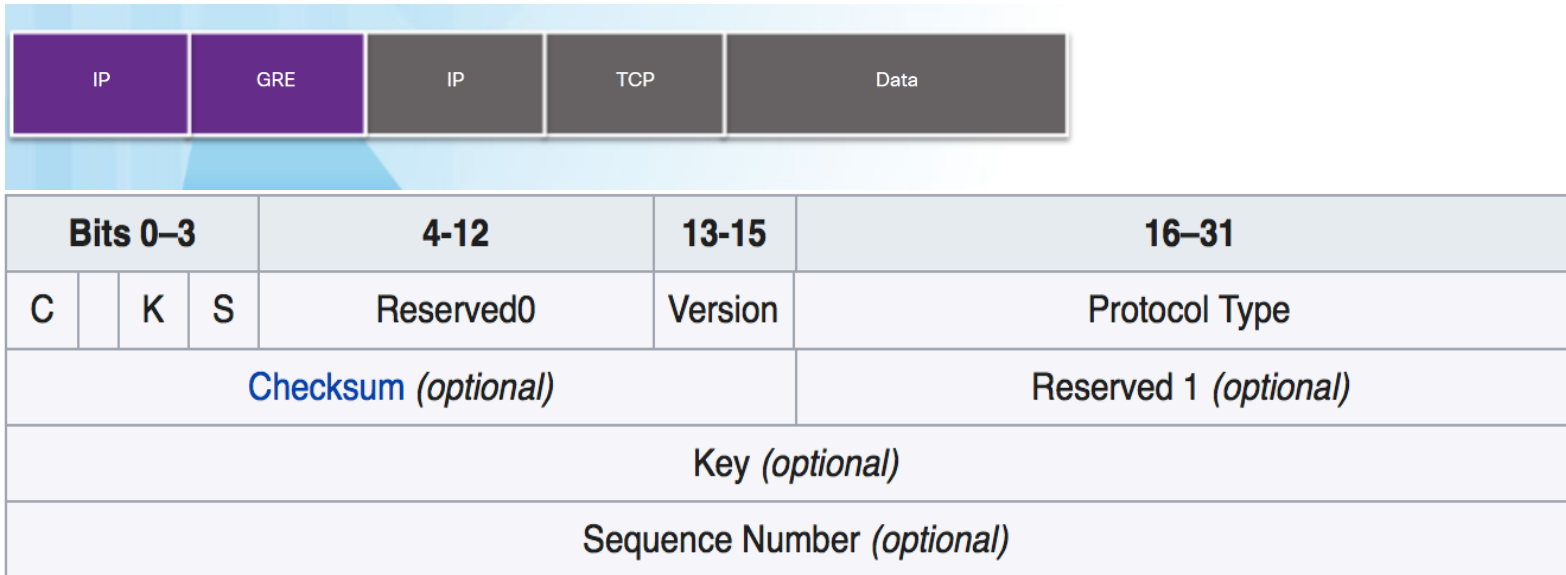 IP GRE IP TCP Data
Bits 0–3 4-12 13-15 16–31
C K S Reserved0 Version Protocol Type
Checksum (optional) Reserved 1 (optional)
Key (optional)
Sequence Number (optional)